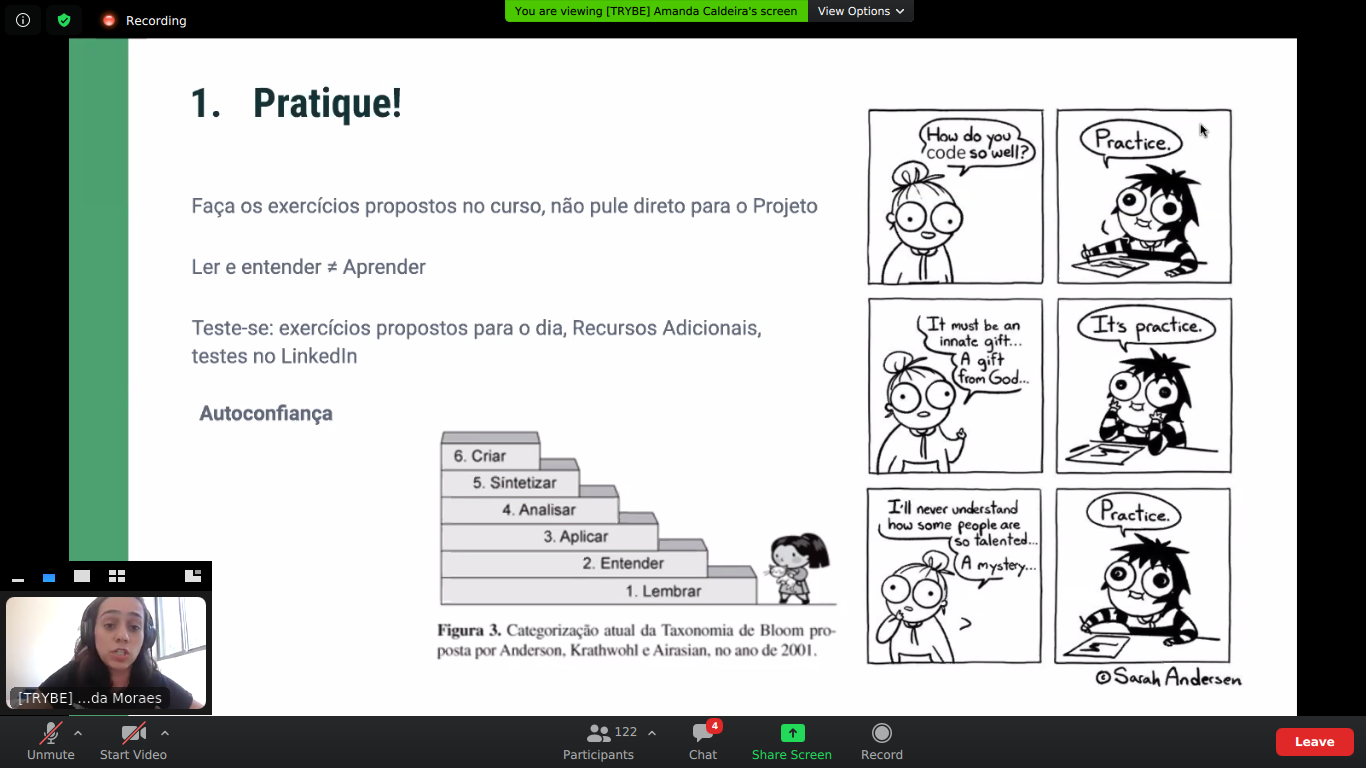 Recording
You are viewing [TRYBE] Amanda Caldeira's screen
View Options
1. Pratique!
Faça os exercícios propostos no curso, não pule direto para o Projeto
Ler e entender ≠ Aprender
Teste-se: exercícios propostos para o dia, Recursos Adicionais,
testes no LinkedIn
Autoconfiança
6. Criar
5. Sintetizar
4. Analisar
3. Aplicar
2. Entender
1. Lembrar
Figura 3. Categorização atual da Taxonomia de Bloom pro-
posta por Anderson, Krathwohl e Airasian, no ano de 2001.
How do you
code so well?
Practice.
It must be an
innate gift...
A gift
from God...
It's practice.
I'll never understand
how some people are
so talented...
A mystery...
Practice.
©Sarah Andersen
[TRYBE] ...da Moraes
Unmute
Start Video
122
Participants
4
Chat
Share Screen
Record
Leave